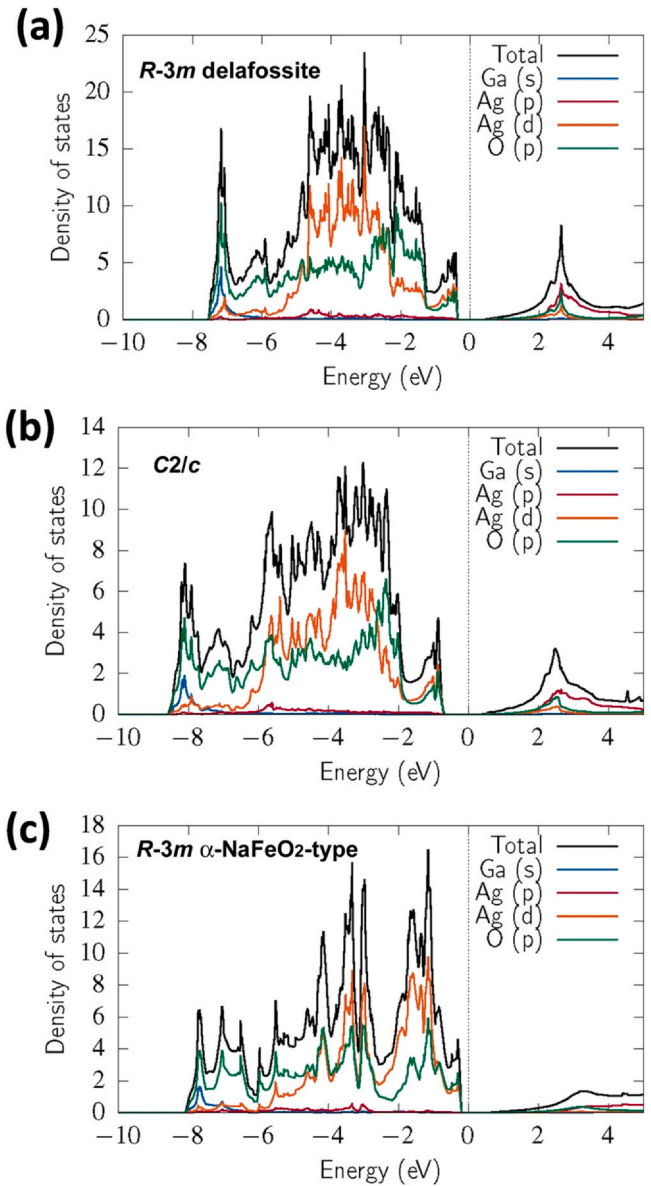 (a)
R-3m delafossite
Density of states
25
20
15
10
5
0
Total
Ga (s)
Ag (p)
Ag (d)
O (p)
−10 −8 −6 −4 −2 0 2 4
Energy (eV)
(b)
C2/c
Density of states
14
12
10
8
6
4
2
0
Total
Ga (s)
Ag (p)
Ag (d)
O (p)
−10 −8 −6 −4 −2 0 2 4
Energy (eV)
(c)
R-3m α-NaFeO2-type
Density of states
18
16
14
12
10
8
6
4
2
0
Total
Ga (s)
Ag (p)
Ag (d)
O (p)
−10 −8 −6 −4 −2 0 2 4
Energy (eV)